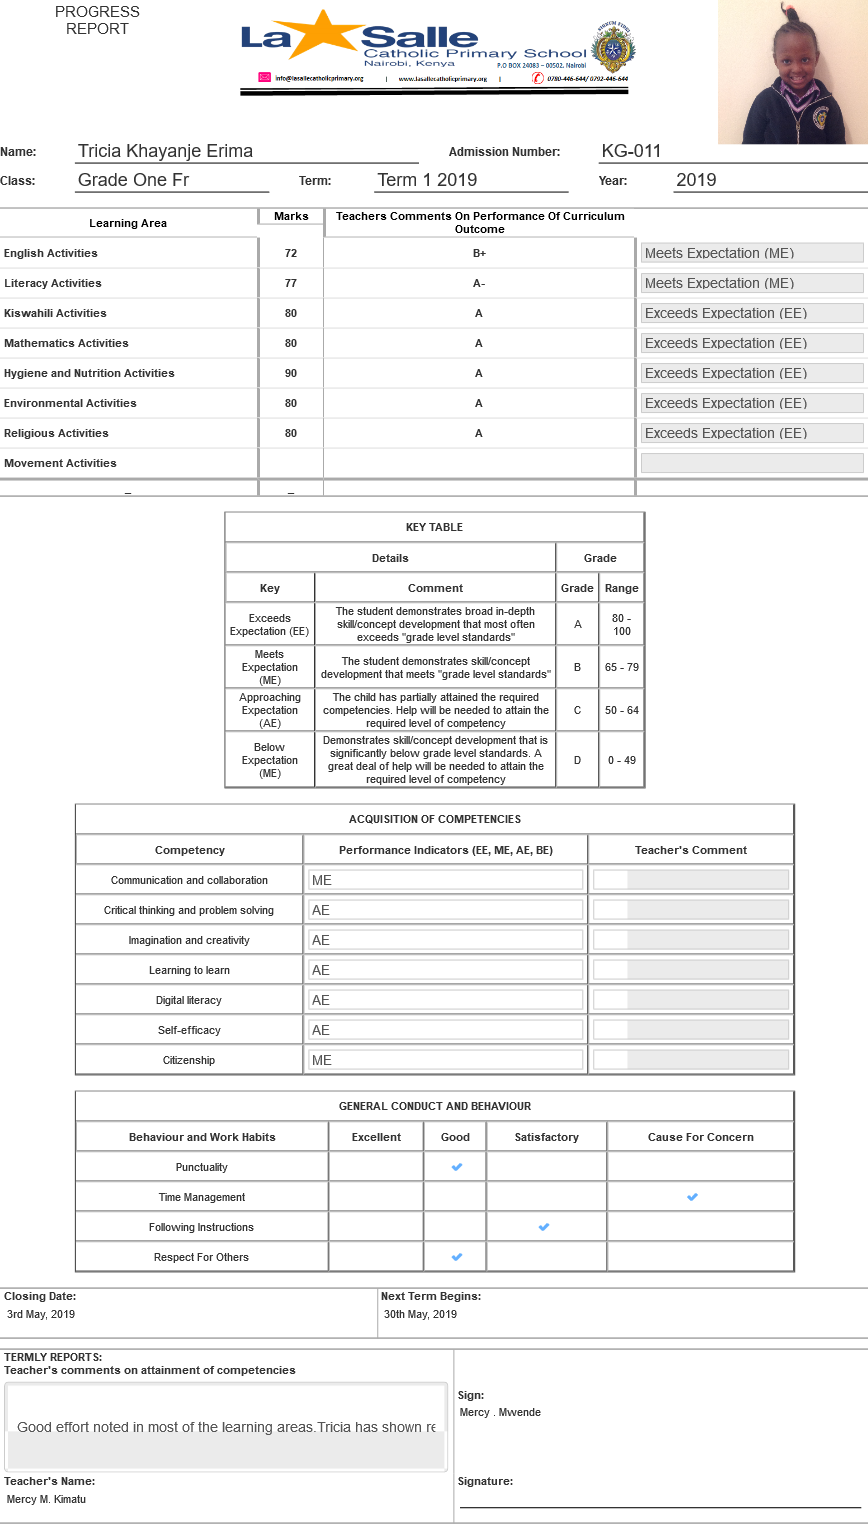 PROGRESS
REPORT
La Salle
Catholic Primary School
Nairobi, Kenya
P.O BOX 24083 – 00502, Nairobi
info@lasallecatholicprimary.org | www.lasallecatholicprimary.org | 0780-446-644/ 0792-446-644
Name: Tricia Khayanje Erima Admission Number: KG-011
Class: Grade One Fr Term: Term 1 2019 Year: 2019
Learning Area Marks Teachers Comments On Performance Of Curriculum
Outcome
English Activities 72 B+ Meets Expectation (ME)
Literacy Activities 77 A- Meets Expectation (ME)
Kiswahili Activities 80 A Exceeds Expectation (EE)
Mathematics Activities 80 A Exceeds Expectation (EE)
Hygiene and Nutrition Activities 90 A Exceeds Expectation (EE)
Environmental Activities 80 A Exceeds Expectation (EE)
Religious Activities 80 A Exceeds Expectation (EE)
Movement Activities
_ _
KEY TABLE
Details Grade
Key Comment Grade Range
Exceeds
Expectation (EE)
The student demonstrates broad in-depth
skill/concept development that most often
exceeds "grade level standards"
A
80 -
100
Meets
Expectation
(ME)
The student demonstrates skill/concept
development that meets "grade level standards"
B
65 - 79
Approaching
Expectation
(AE)
The child has partially attained the required
competencies. Help will be needed to attain the
required level of competency
C
50 - 64
Below
Expectation
(ME)
Demonstrates skill/concept development that is
significantly below grade level standards. A
great deal of help will be needed to attain the
required level of competency
D
0 - 49
ACQUISITION OF COMPETENCIES
Competency Performance Indicators (EE, ME, AE, BE) Teacher's Comment
Communication and collaboration ME
Critical thinking and problem solving AE
Imagination and creativity AE
Learning to learn AE
Digital literacy AE
Self-efficacy AE
Citizenship ME
GENERAL CONDUCT AND BEHAVIOUR
Behaviour and Work Habits Excellent Good Satisfactory Cause For Concern
Punctuality
Time Management
Following Instructions
Respect For Others
Closing Date: Next Term Begins:
3rd May, 2019 30th May, 2019
TERMLY REPORTS:
Teacher's comments on attainment of competencies
Good effort noted in most of the learning areas.Tricia has shown
Sign:
Mercy . Mwende
Teacher's Name: Signature:
Mercy M. Kimatu